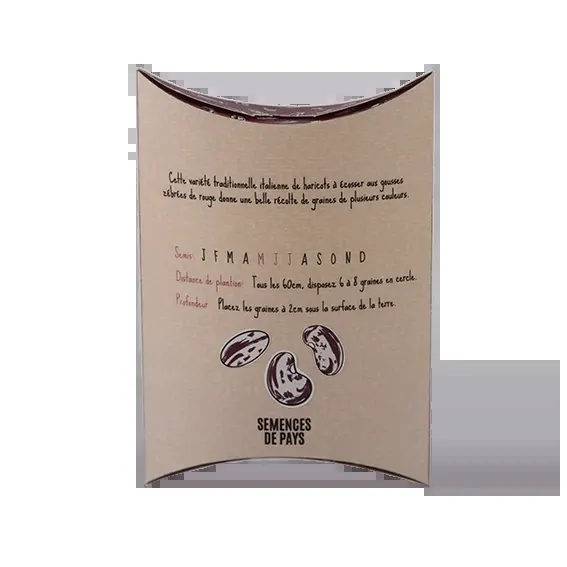 Cette variété traditionnelle italienne de haricots à écosser aux gousses
zébrées de rouge donne une belle récolte de graines de plusieurs couleurs.
Semis: J F M A M J J A S O N D
Distance de plantion: Tous les 60cm, disposez 6 à 8 graines en cercle.
Profondeur Placez les graines à 2cm sous la surface de la terre.
SEMENCES
DE PAYS